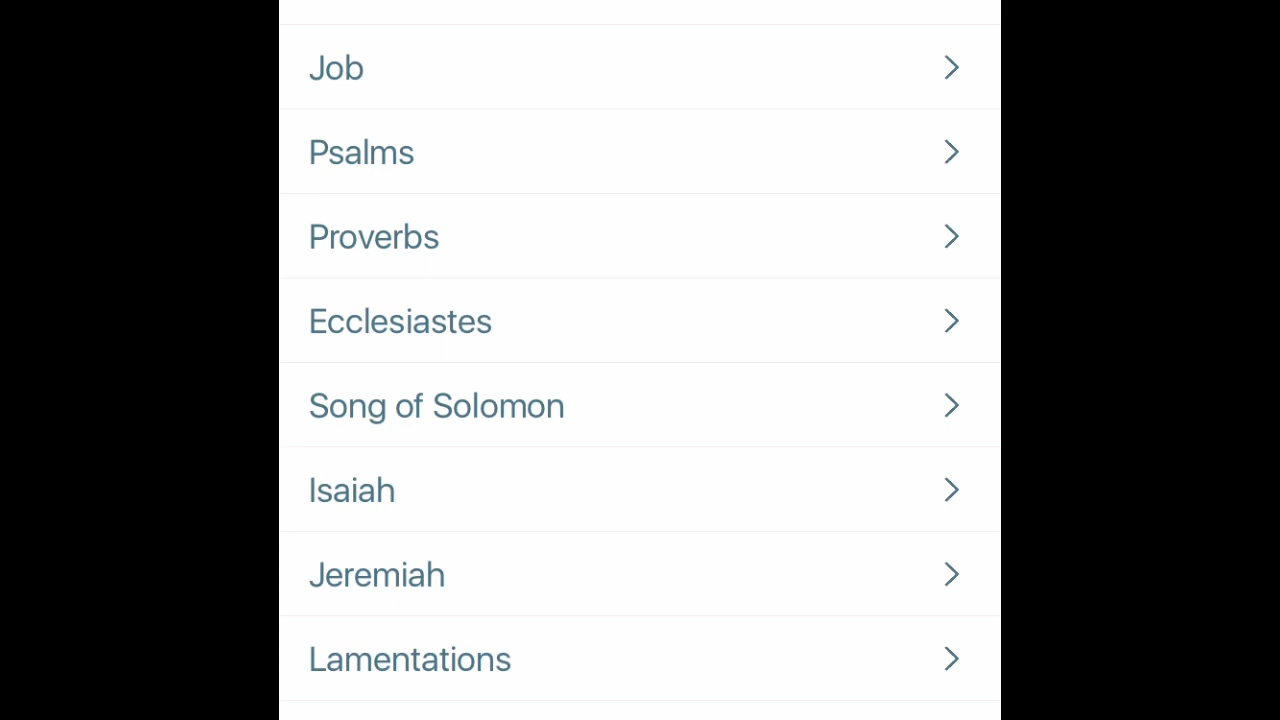 Job
Psalms
Proverbs
Ecclesiastes
Song of Solomon
Isaiah
Jeremiah
Lamentations